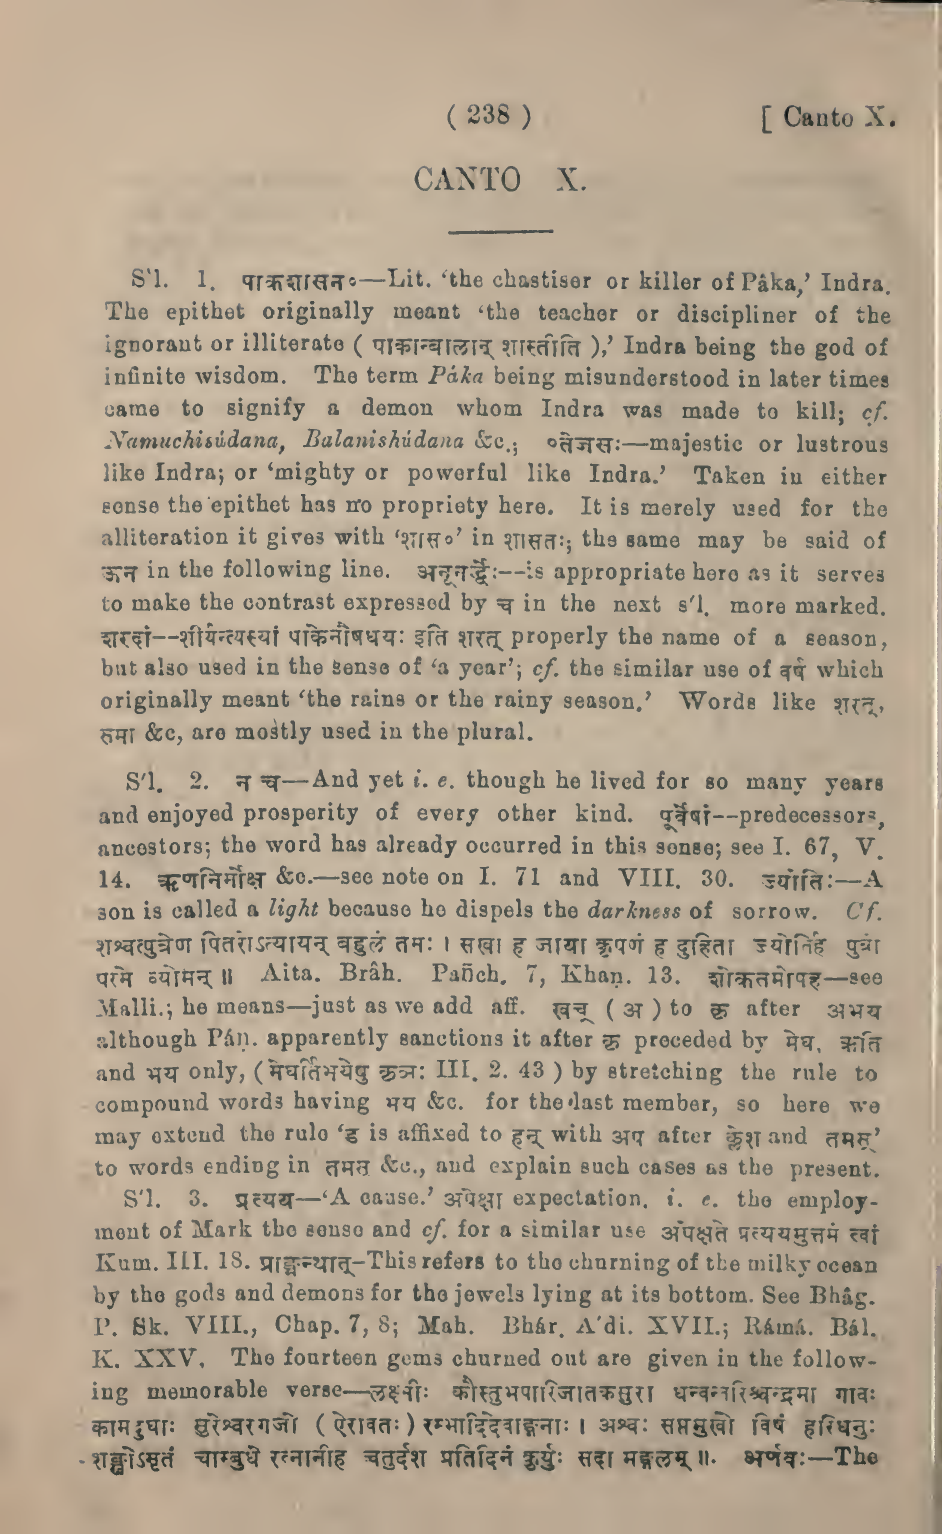 ( 238 ) [ Canto X.
CANTO X.
S'l. 1. पाकशासन०—Lit. 'the chastiser or killer of Pâka,' Indra.
The epithet originally meant 'the teacher or discipliner of the
ignorant or illiterate ( पाकान्बालान् शास्तीति ),' Indra being the god of
infinite wisdom. The term Páka being misunderstood in later times
came to signify a demon whom Indra was made to kill; cf.
Namuchisúdana, Balanishúdana &c.; ०तेजसः—majestic or lustrous
like Indra; or 'mighty or powerful like Indra.' Taken in either
sense the epithet has no propriety here. It is merely used for the
alliteration it gives with 'शास०' in शासतः; the same may be said of
ऊन in the following line. अनूनर्द्धेः--is appropriate here as it serves
to make the contrast expressed by च in the next s'l. more marked.
शरदां--शीर्यन्त्यस्यां पाकेनौषधयः इति शरत् properly the name of a season,
but also used in the sense of 'a year'; cf. the similar use of वर्ष which
originally meant 'the rains or the rainy season.' Words like शरत्,
समा &c, are mostly used in the plural.
S'l. 2. न च—And yet i. e. though he lived for so many years
and enjoyed prosperity of every other kind. पूर्वेषां--predecessors,
ancestors; the word has already occurred in this sense; see I. 67, V.
14. ऋणनिर्मोक्ष &c.—see note on I. 71 and VIII. 30. ज्योतिः—A
son is called a light because he dispels the darkness of sorrow. Cf.
शश्वत्पुत्रेण पितरोऽत्यायन् बहुलं तमः । सखा ह जाया कृपणं ह दुहिता ज्योतिर्हि पुत्रः
परमे व्योमन् ॥ Aita. Brâh. Pañch. 7, Khaṇ. 13. शोकतमोपह—see
Malli.; he means—just as we add aff. खच् ( अ ) to कृ after अभय
although Páṇ. apparently sanctions it after कृ preceded by मेघ, ऋति
and भय only, ( मेघर्तिभयेषु कृञः III. 2. 43 ) by stretching the rule to
compound words having भय &c. for the last member, so here we
may extend the rule 'ड is affixed to हन् with अप after क्लेश and तमस्'
to words ending in तमस &c., and explain such cases as the present.
S'l. 3. प्रत्यय—'A cause.' अपेक्षा expectation. i. e. the employ-
ment of Mark the sense and cf. for a similar use अपेक्षते प्रत्ययमुत्तमं त्वां
Kum. III. 18. प्राङ्मन्थात्-This refers to the churning of the milky ocean
by the gods and demons for the jewels lying at its bottom. See Bhâg.
P. Sk. VIII., Chap. 7, 8; Mah. Bhár. A'di. XVII.; Rámá. Bál.
K. XXV. The fourteen gems churned out are given in the follow-
ing memorable verse—लक्ष्मीः कौस्तुभपारिजातकसुरा धन्वन्तरिश्चन्द्रमा गावः
कामदुघाः सुरेश्वरगजो ( ऐरावतः ) रम्भादिदेवाङ्गनाः । अश्वः सप्तमुखो विषं हरिधनुः
शङ्खोऽमृतं चाम्बुधे रत्नानीह चतुर्दश प्रतिदिनं कुर्युः सदा मङ्गलम् ॥. अर्णवः—The